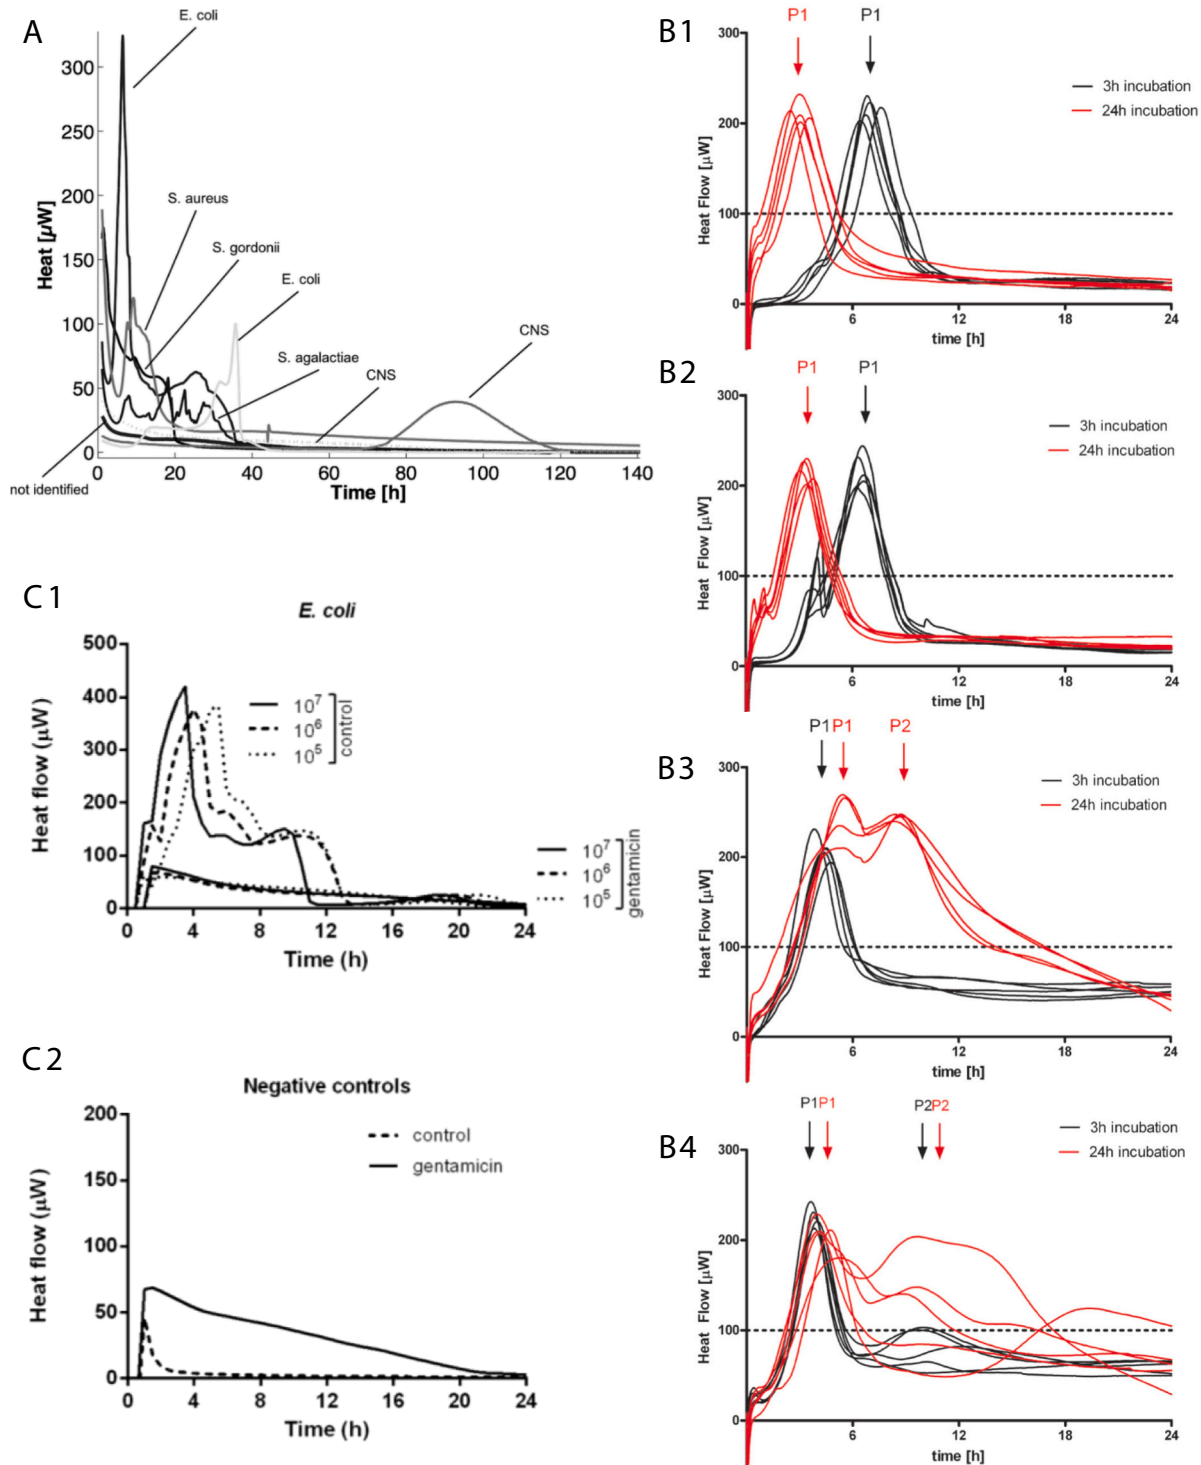 A
E. coli
S. aureus
S. gordonii
E. coli
CNS
S. agalactiae
CNS
not identified
Heat [µW]
300
250
200
150
100
50
0
0 20 40 60 80 100 120 140
Time [h]
B1
P1 P1
3h incubation
24h incubation
Heat Flow [µW]
300
200
100
0
6 12 18 24
time [h]
B2
P1 P1
3h incubation
24h incubation
Heat Flow [µW]
300
200
100
0
6 12 18 24
time [h]
B3
P1 P1 P2
3h incubation
24h incubation
Heat Flow [µW]
300
200
100
0
6 12 18 24
time [h]
B4
P1 P1 P2 P2
3h incubation
24h incubation
Heat Flow [µW]
300
200
100
0
6 12 18 24
time [h]
C1
E. coli
Heat flow (µW)
500
400
300
200
100
0
10⁷
10⁶
10⁵
control
10⁷
10⁶
10⁵
gentamicin
0 4 8 12 16 20 24
Time (h)
C2
Negative controls
control
gentamicin
Heat flow (µW)
200
150
100
50
0
0 4 8 12 16 20 24
Time (h)